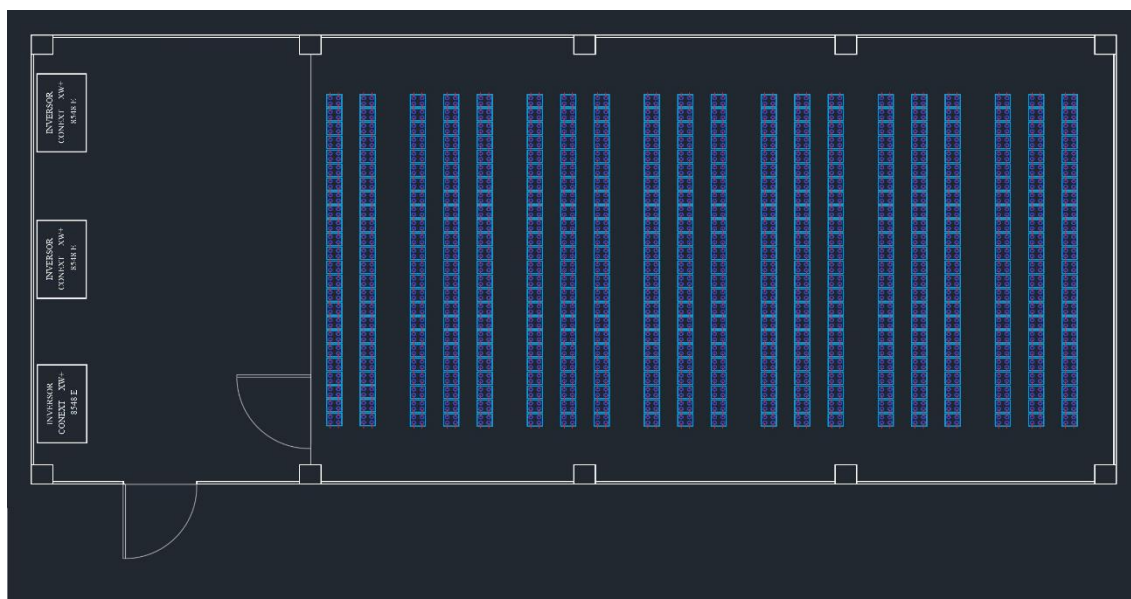 INVERSOR
CONEXT XW+
8548 E
INVERSOR
CONEXT XW+
8548 E
INVERSOR
CONEXT XW+
8548 E